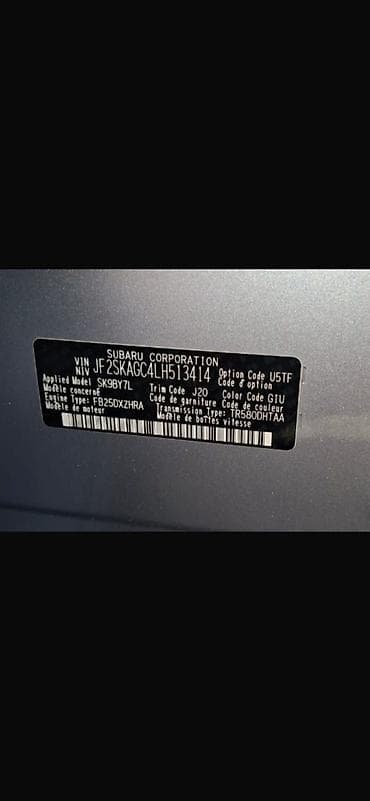 SUBARU CORPORATION
VIN
NIV JF2SKAGC4LH513414 Option Code U5TF
Code d'option
Applied Model SK9BY7L Trim Code J20 Color Code G1U
Modèle concerné Code de garniture Code de couleur
Engine Type: FB25DXZHRA Transmission Type: TR580DHTAA
Modèle de moteur Modèle de boîtes vitesse